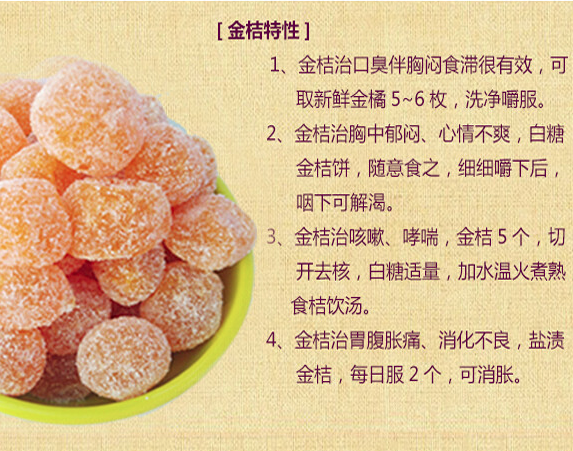 [ 金桔特性 ]
1、金桔治口臭伴胸闷食滞很有效，可
取新鲜金橘 5~6 枚，洗净嚼服。
2、金桔治胸中郁闷、心情不爽，白糖
金桔饼，随意食之，细细嚼下后，
咽下可解渴。
3、金桔治咳嗽、哮喘，金桔 5 个，切
开去核，白糖适量，加水温火煮熟
食桔饮汤。
4、金桔治胃腹胀痛、消化不良，盐渍
金桔，每日服 2 个，可消胀。